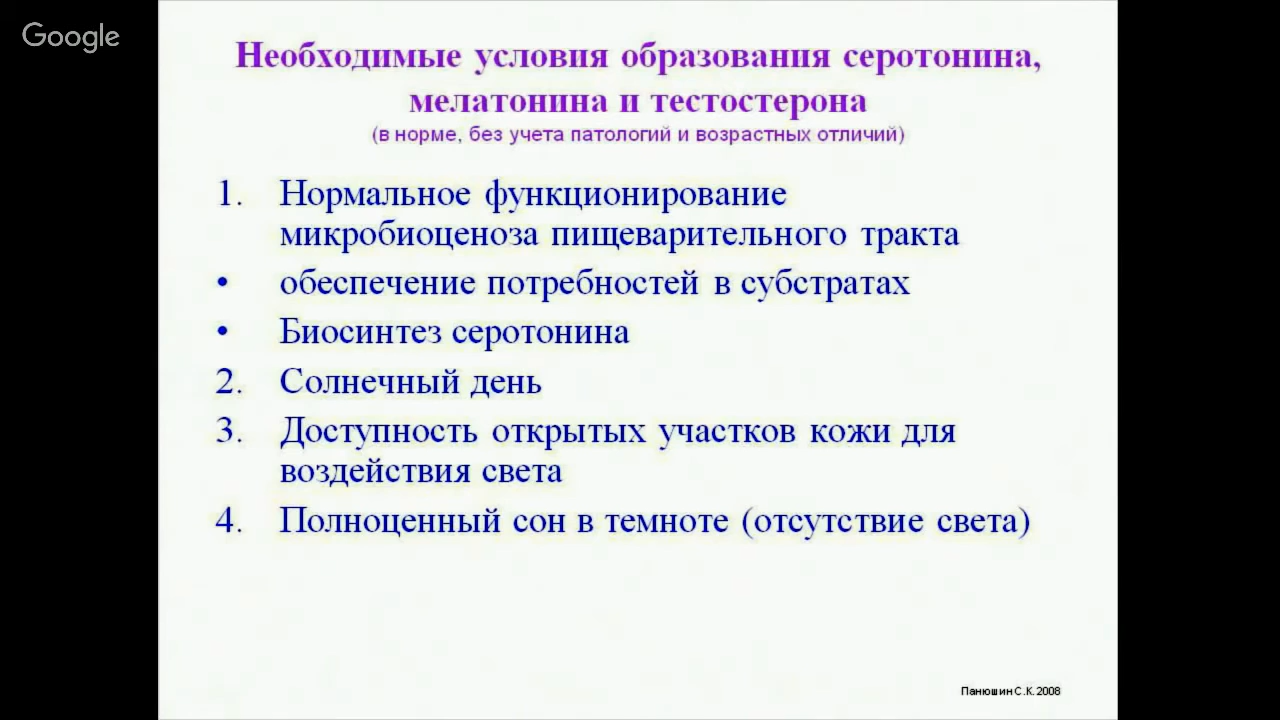 Google
Необходимые условия образования серотонина,
мелатонина и тестостерона
(в норме, без учета патологий и возрастных отличий)
1. Нормальное функционирование
микробиоценоза пищеварительного тракта
• обеспечение потребностей в субстратах
• Биосинтез серотонина
2. Солнечный день
3. Доступность открытых участков кожи для
воздействия света
4. Полноценный сон в темноте (отсутствие света)
Панюшин С.К. 2008